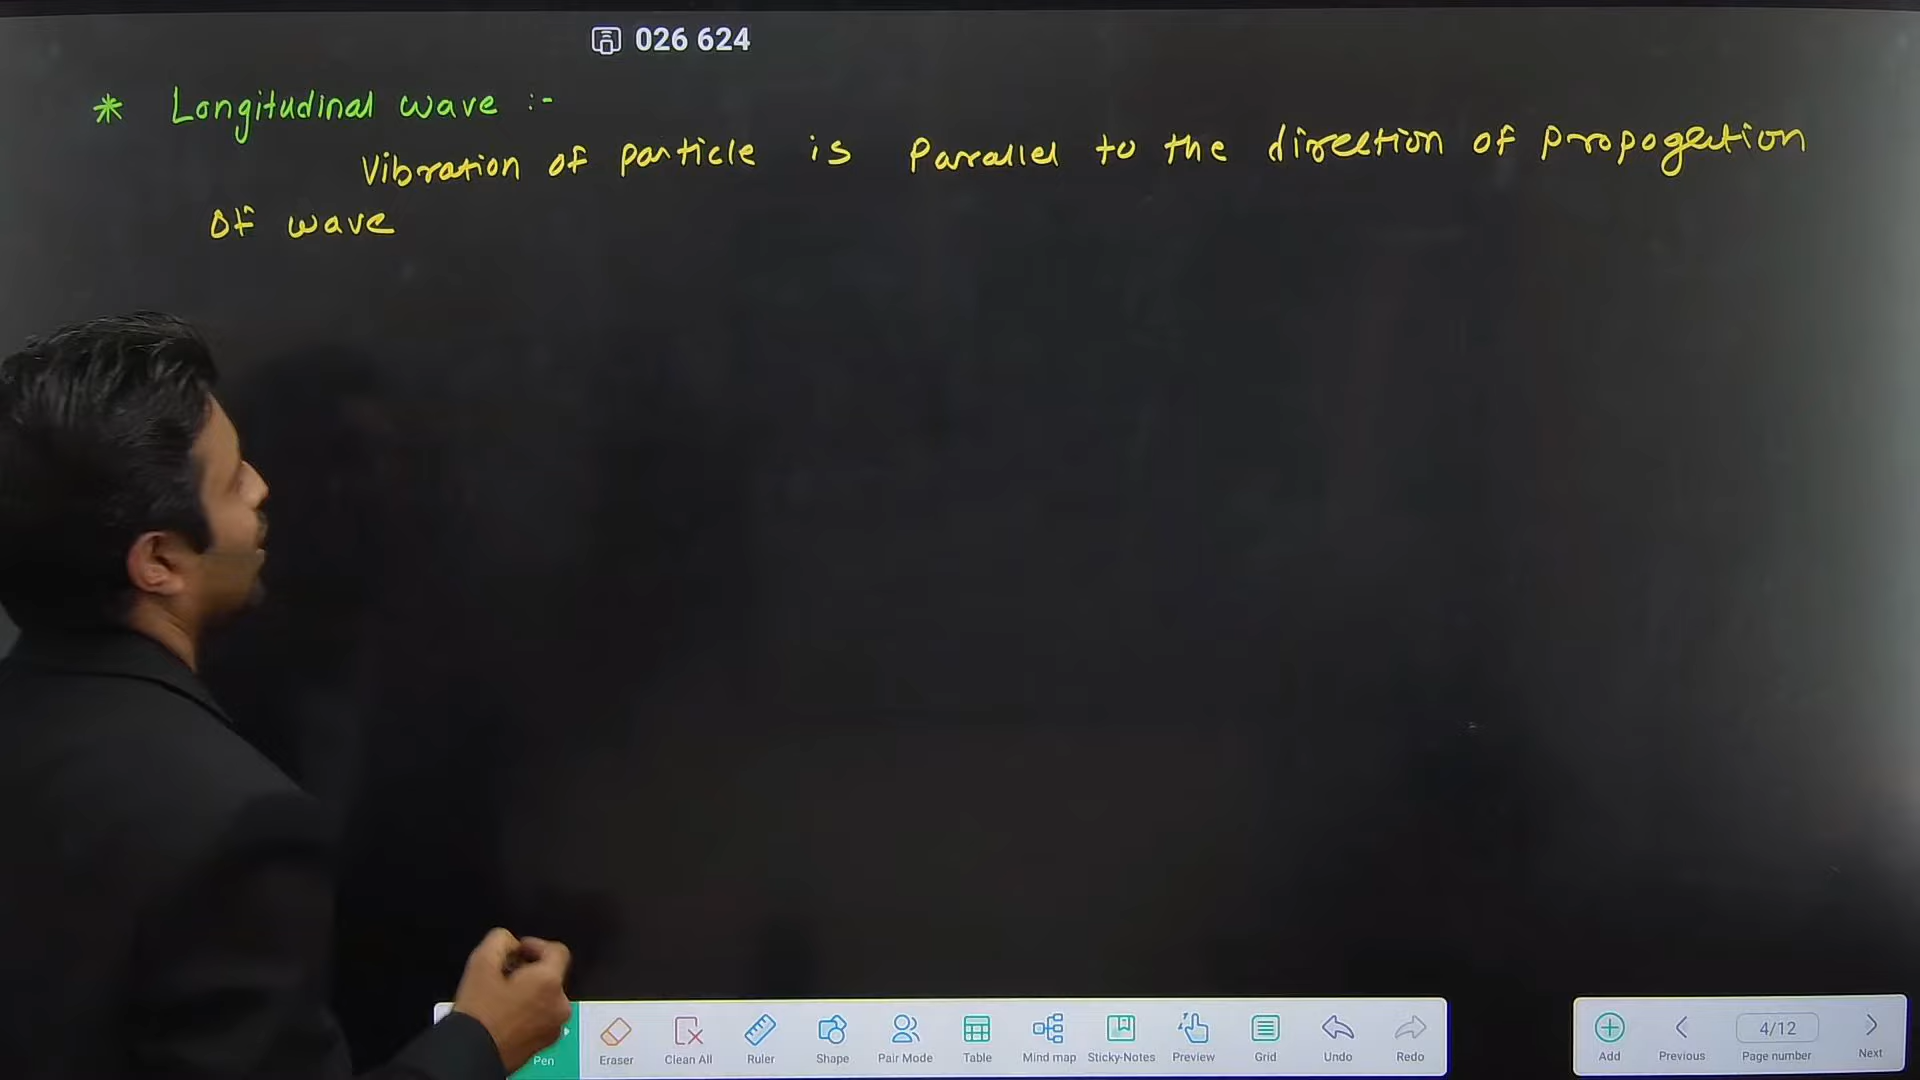 026 624
* Longitudinal wave :-
Vibration of particle is Parallel to the direction of propogation
of wave
Pen
Eraser
Clean All
Ruler
Shape
Pair Mode
Table
Mind map
Sticky-Notes
Preview
Grid
Undo
Redo
Add
Previous
4/12
Page number
Next